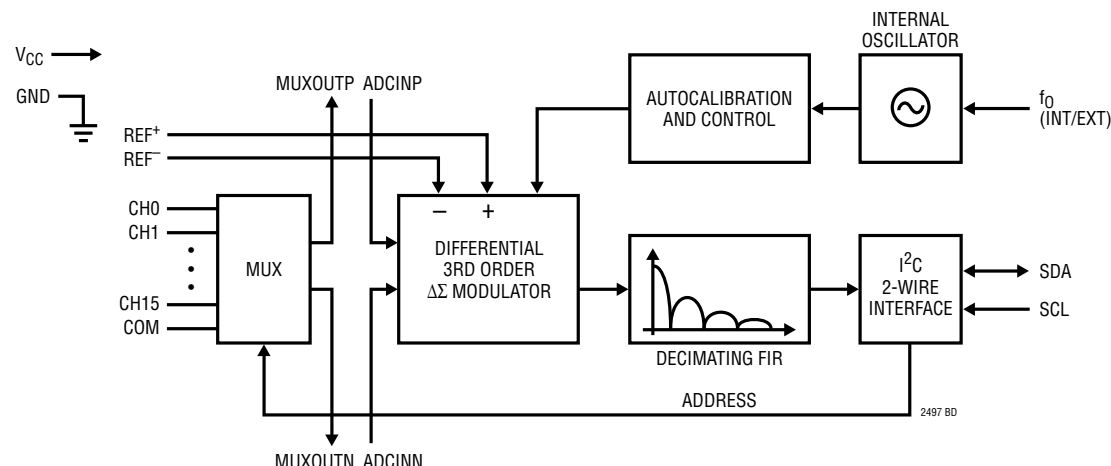 INTERNAL
OSCILLATOR
VCC
GND
MUXOUTP ADCINP
AUTOCALIBRATION
AND CONTROL
fO
(INT/EXT)
REF+
REF–
CH0
CH1
CH15
COM
MUX
– +
DIFFERENTIAL
3RD ORDER
ΔΣ MODULATOR
I2C
2-WIRE
INTERFACE
SDA
SCL
DECIMATING FIR
ADDRESS
2497 BD
MUXOUTN ADCINN